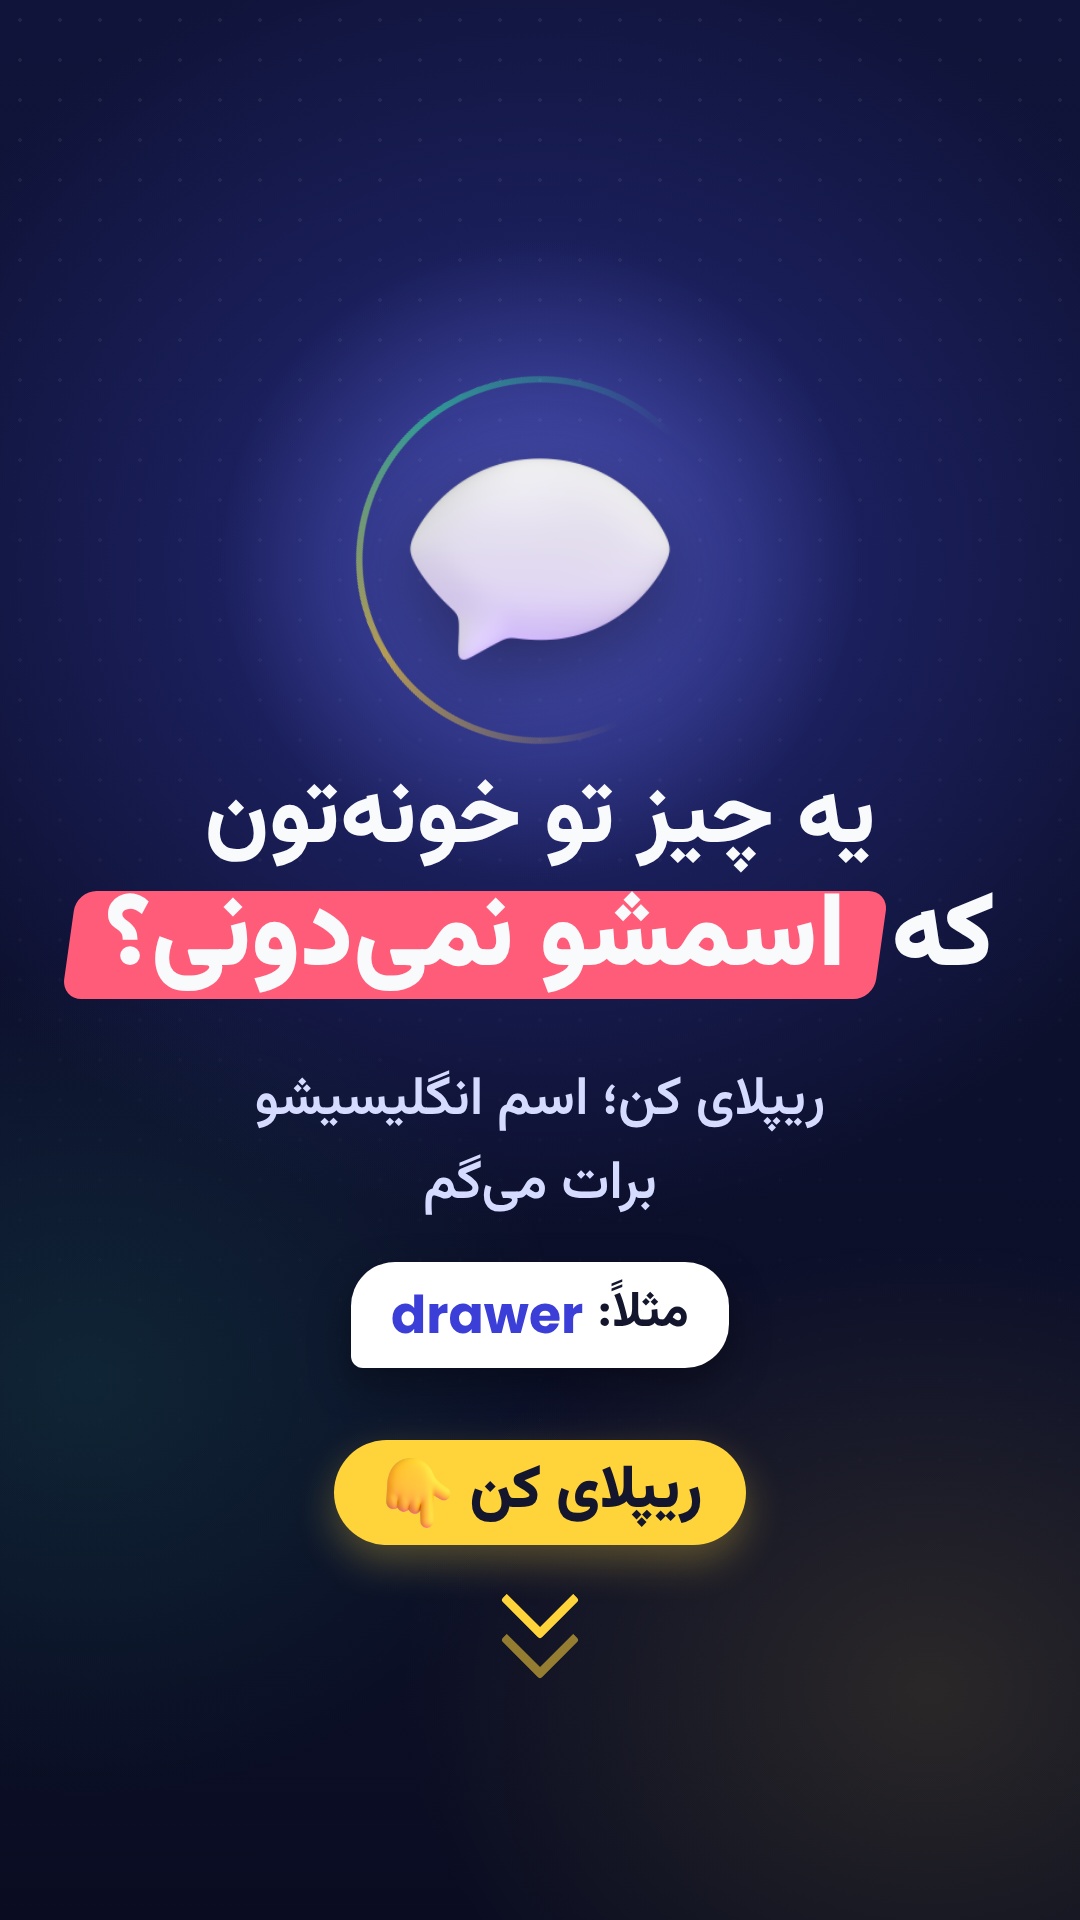 یه چیز تو خونه‌تون
که اسمشو نمی‌دونی؟
ریپلای کن؛ اسم انگلیسیشو
برات می‌گم
مثلاً: drawer
ریپلای کن 👇